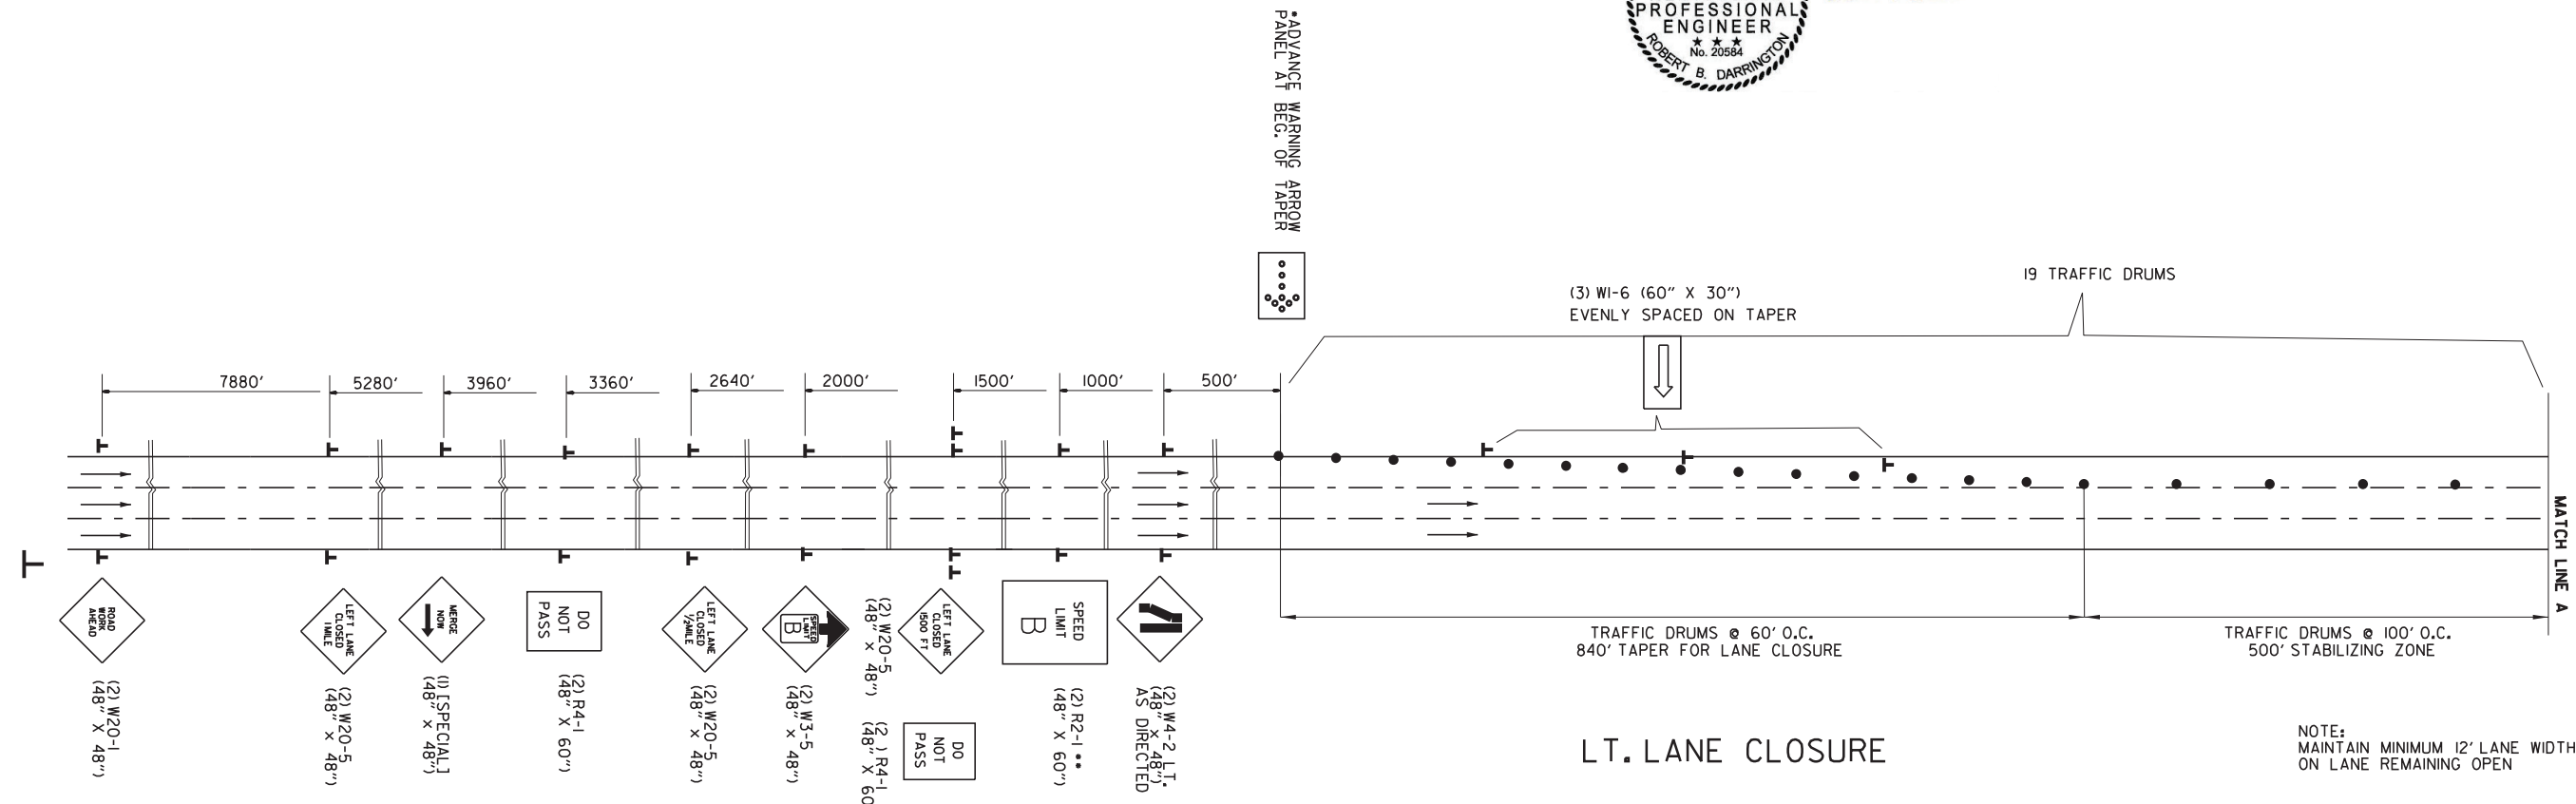 PROFESSIONAL
ENGINEER
No. 20584
ROBERT B. DARRINGTON
*ADVANCE WARNING ARROW
PANEL AT BEG. OF TAPER
19 TRAFFIC DRUMS
(3) W1-6 (60" X 30")
EVENLY SPACED ON TAPER
7880'
5280'
3960'
3360'
2640'
2000'
1500'
1000'
500'
MATCH LINE A
ROAD
WORK
AHEAD
(2) W20-1
(48" X 48")
LEFT LANE
CLOSED
1 MILE
(2) W20-5
(48" x 48")
MERGE
NOW
(1) [SPECIAL]
(48" x 48")
DO
NOT
PASS
(2) R4-1
(48" X 60")
LEFT LANE
CLOSED
1/2 MILE
(2) W20-5
(48" x 48")
SPEED
LIMIT
B
(2) W3-5
(48" x 48")
LEFT LANE
CLOSED
1500 FT
(2) W20-5
(48" x 48")
DO
NOT
PASS
(2 ) R4-1
(48" X 60
SPEED
LIMIT
B
(2) R2-1 **
(48" X 60")
(2) W4-2 LT.
(48" x 48")
AS DIRECTED
TRAFFIC DRUMS @ 60' O.C.
840' TAPER FOR LANE CLOSURE
TRAFFIC DRUMS @ 100' O.C.
500' STABILIZING ZONE
LT. LANE CLOSURE
NOTE:
MAINTAIN MINIMUM 12' LANE WIDTH
ON LANE REMAINING OPEN